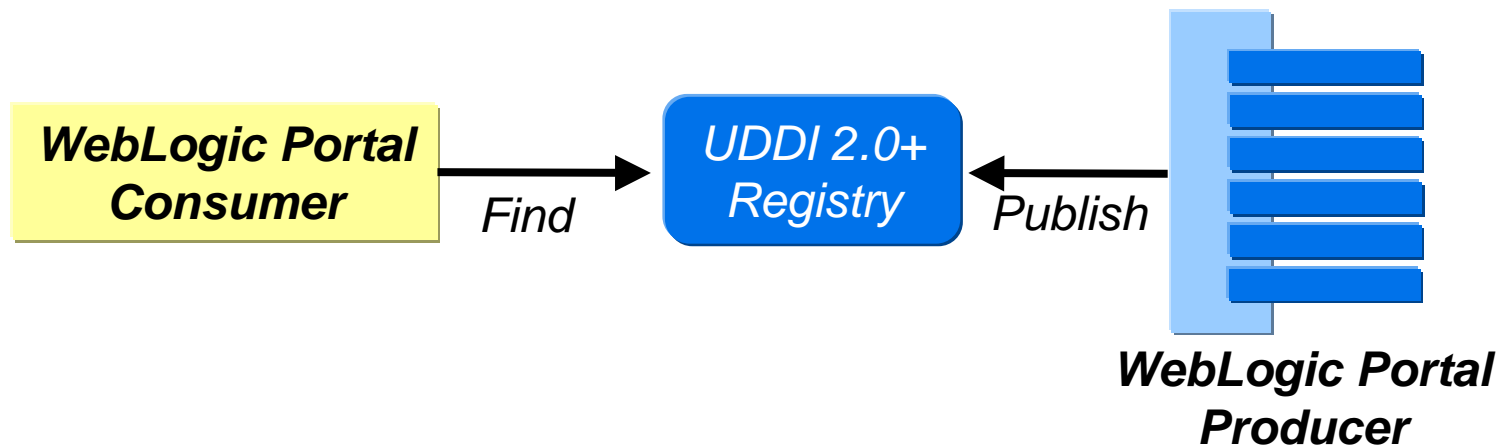 WebLogic Portal
Consumer
Find
UDDI 2.0+
Registry
Publish
WebLogic Portal
Producer